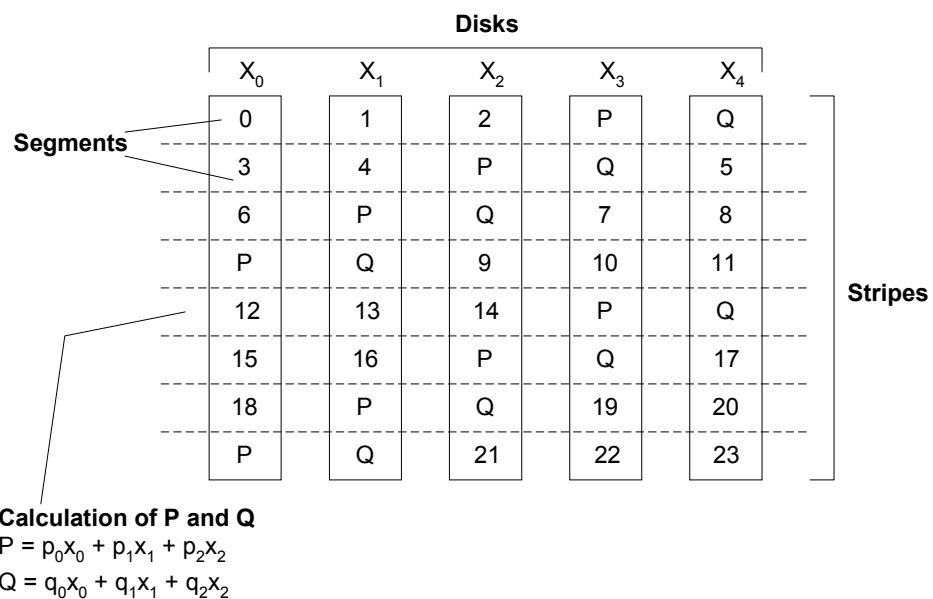 Disks
X0 X1 X2 X3 X4
0 1 2 P Q
Segments
3 4 P Q 5
6 P Q 7 8
P Q 9 10 11
Stripes
12 13 14 P Q
15 16 P Q 17
18 P Q 19 20
P Q 21 22 23
Calculation of P and Q
P = p0x0 + p1x1 + p2x2
Q = q0x0 + q1x1 + q2x2